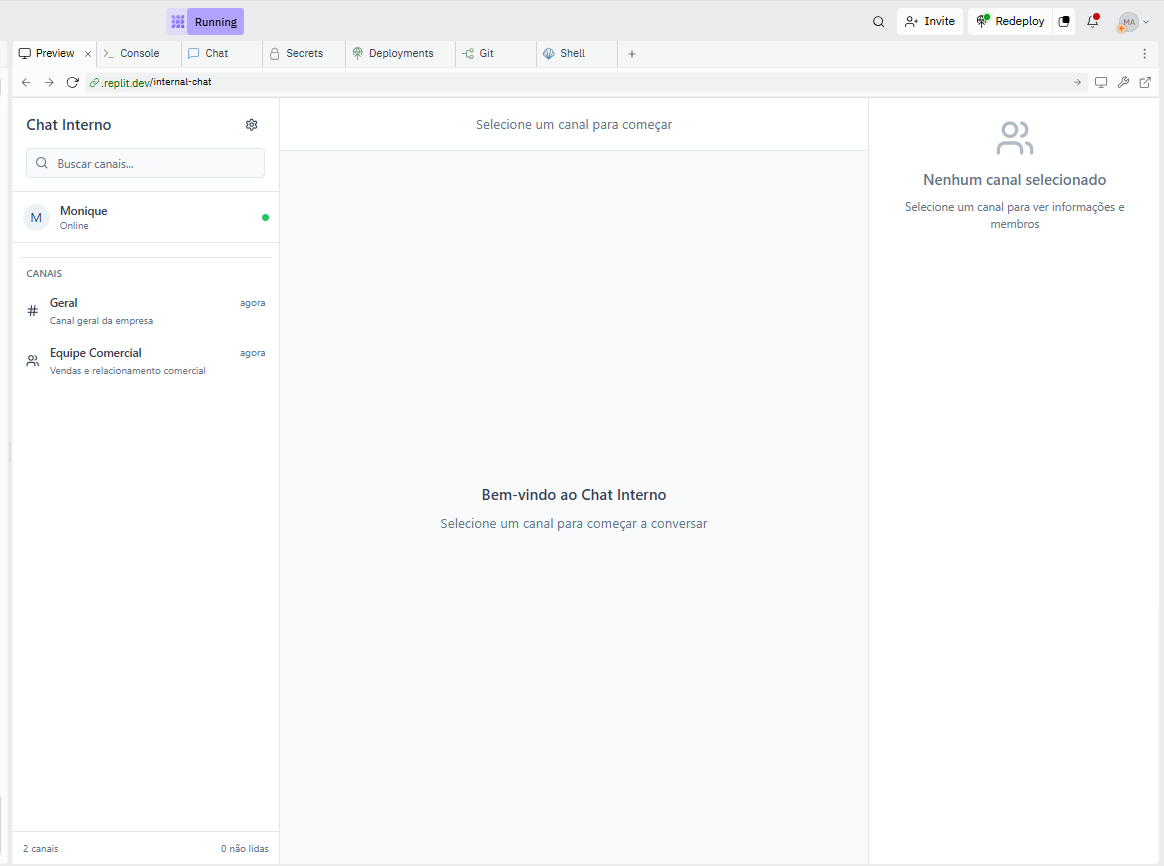 Running
Invite
Redeploy
MA
Preview
Console
Chat
Secrets
Deployments
Git
Shell
.replit.dev/internal-chat
Chat Interno
Buscar canais...
M
Monique
Online
CANAIS
Geral
agora
Canal geral da empresa
Equipe Comercial
agora
Vendas e relacionamento comercial
2 canais
0 não lidas
Selecione um canal para começar
Bem-vindo ao Chat Interno
Selecione um canal para começar a conversar
Nenhum canal selecionado
Selecione um canal para ver informações e
membros